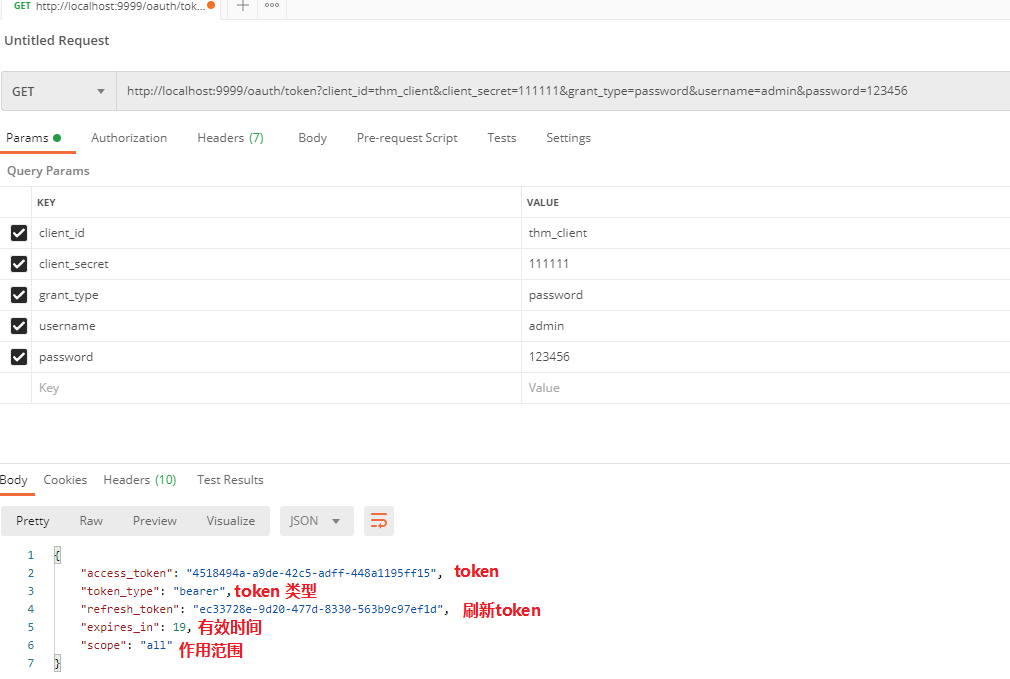 GET http://localhost:9999/oauth/tok...
Untitled Request
GET http://localhost:9999/oauth/token?client_id=thm_client&client_secret=111111&grant_type=password&username=admin&password=123456
Params Authorization Headers (7) Body Pre-request Script Tests Settings
Query Params
KEY VALUE
client_id thm_client
client_secret 111111
grant_type password
username admin
password 123456
Key Value
Body Cookies Headers (10) Test Results
Pretty Raw Preview Visualize JSON
1 {
2 "access_token": "4518494a-a9de-42c5-adff-448a1195ff15", token
3 "token_type": "bearer", token 类型
4 "refresh_token": "ec33728e-9d20-477d-8330-563b9c97ef1d", 刷新token
5 "expires_in": 19, 有效时间
6 "scope": "all" 作用范围
7 }